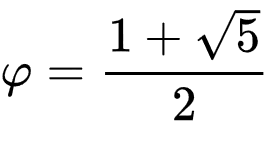 φ = (1 + √5) / 2